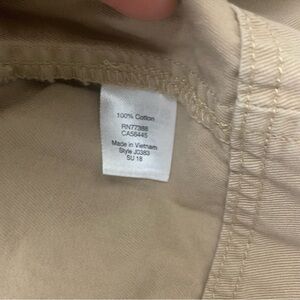 100% Cotton
RN77388
CA56445
Made in Vietnam
Style J0383
SU 18